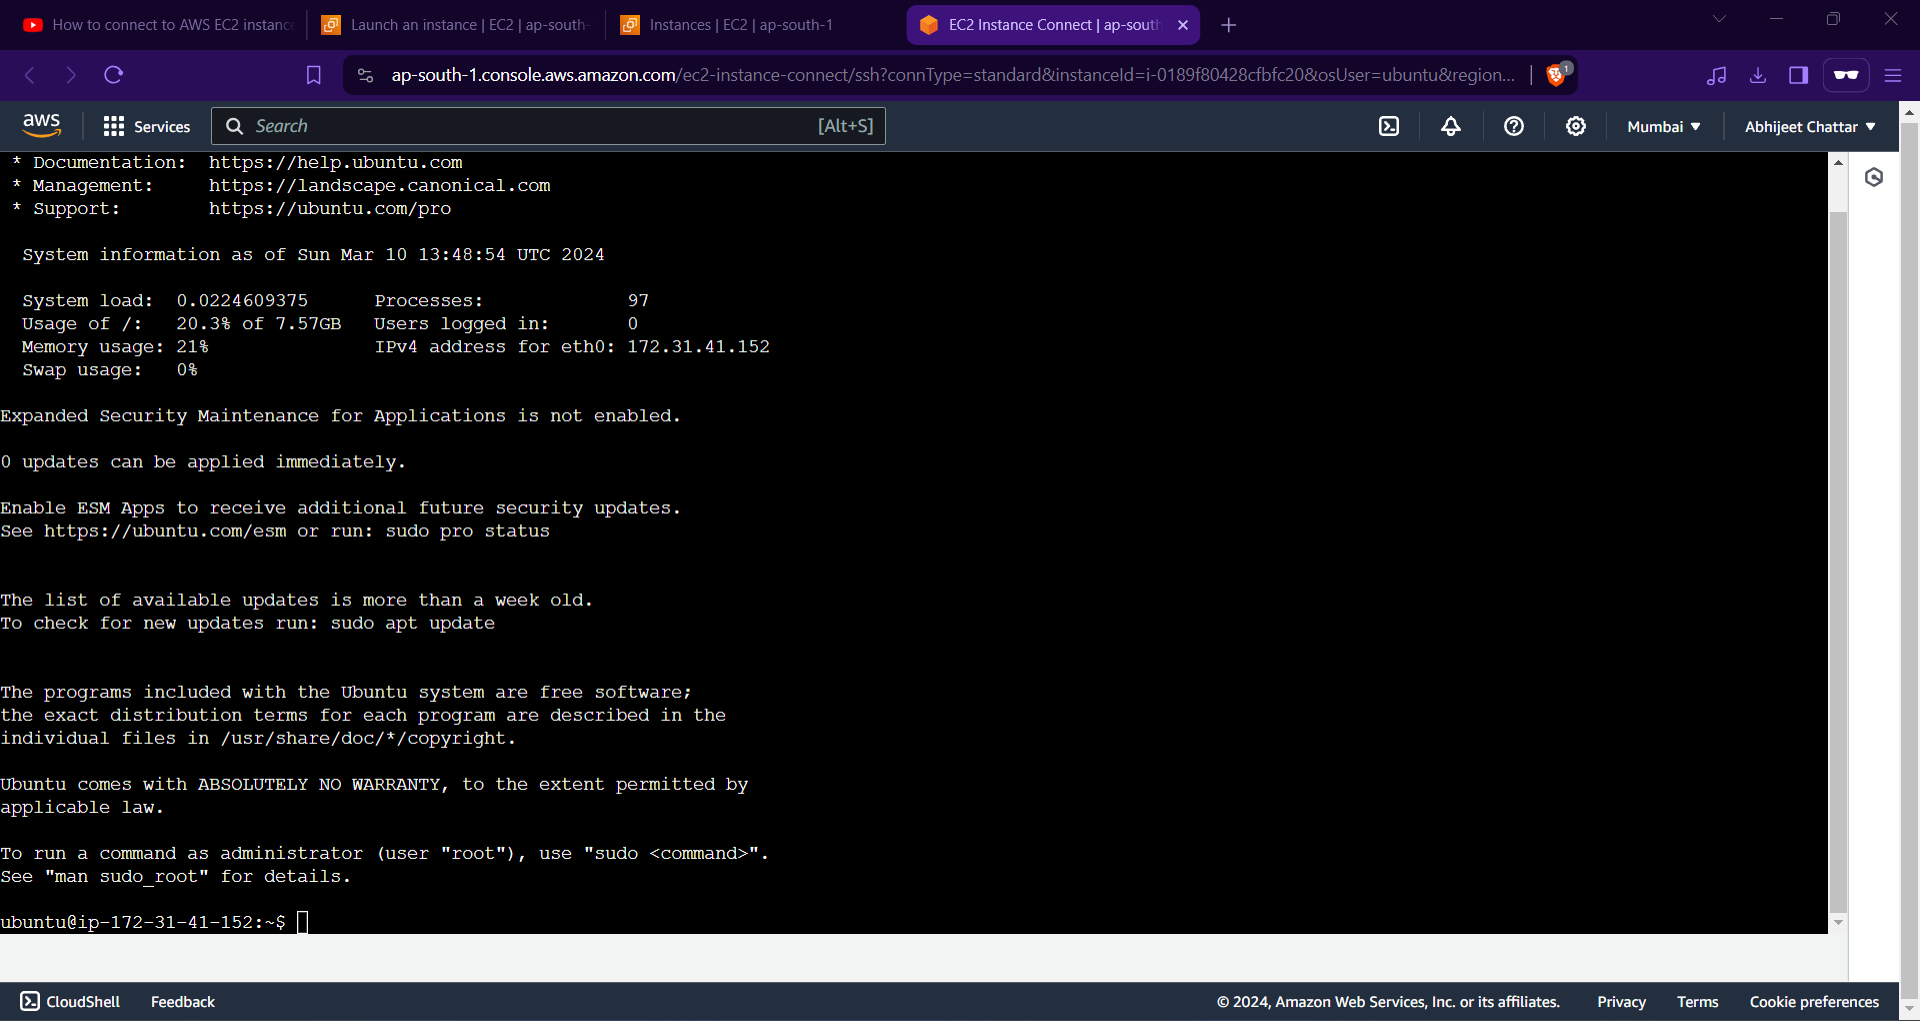 How to connect to AWS EC2 instance
Launch an instance | EC2 | ap-south-
Instances | EC2 | ap-south-1
EC2 Instance Connect | ap-south
ap-south-1.console.aws.amazon.com/ec2-instance-connect/ssh?connType=standard&instanceId=i-0189f80428cfbfc20&osUser=ubuntu&region...
1
aws
Services
Search
[Alt+S]
Mumbai
Abhijeet Chattar
* Documentation:  https://help.ubuntu.com
* Management:     https://landscape.canonical.com
* Support:        https://ubuntu.com/pro
System information as of Sun Mar 10 13:48:54 UTC 2024
System load:  0.0224609375      Processes:             97
Usage of /:   20.3% of 7.57GB   Users logged in:       0
Memory usage: 21%               IPv4 address for eth0: 172.31.41.152
Swap usage:   0%
Expanded Security Maintenance for Applications is not enabled.
0 updates can be applied immediately.
Enable ESM Apps to receive additional future security updates.
See https://ubuntu.com/esm or run: sudo pro status
The list of available updates is more than a week old.
To check for new updates run: sudo apt update
The programs included with the Ubuntu system are free software;
the exact distribution terms for each program are described in the
individual files in /usr/share/doc/*/copyright.
Ubuntu comes with ABSOLUTELY NO WARRANTY, to the extent permitted by
applicable law.
To run a command as administrator (user "root"), use "sudo <command>".
See "man sudo_root" for details.
ubuntu@ip-172-31-41-152:~$
CloudShell
Feedback
© 2024, Amazon Web Services, Inc. or its affiliates.
Privacy
Terms
Cookie preferences